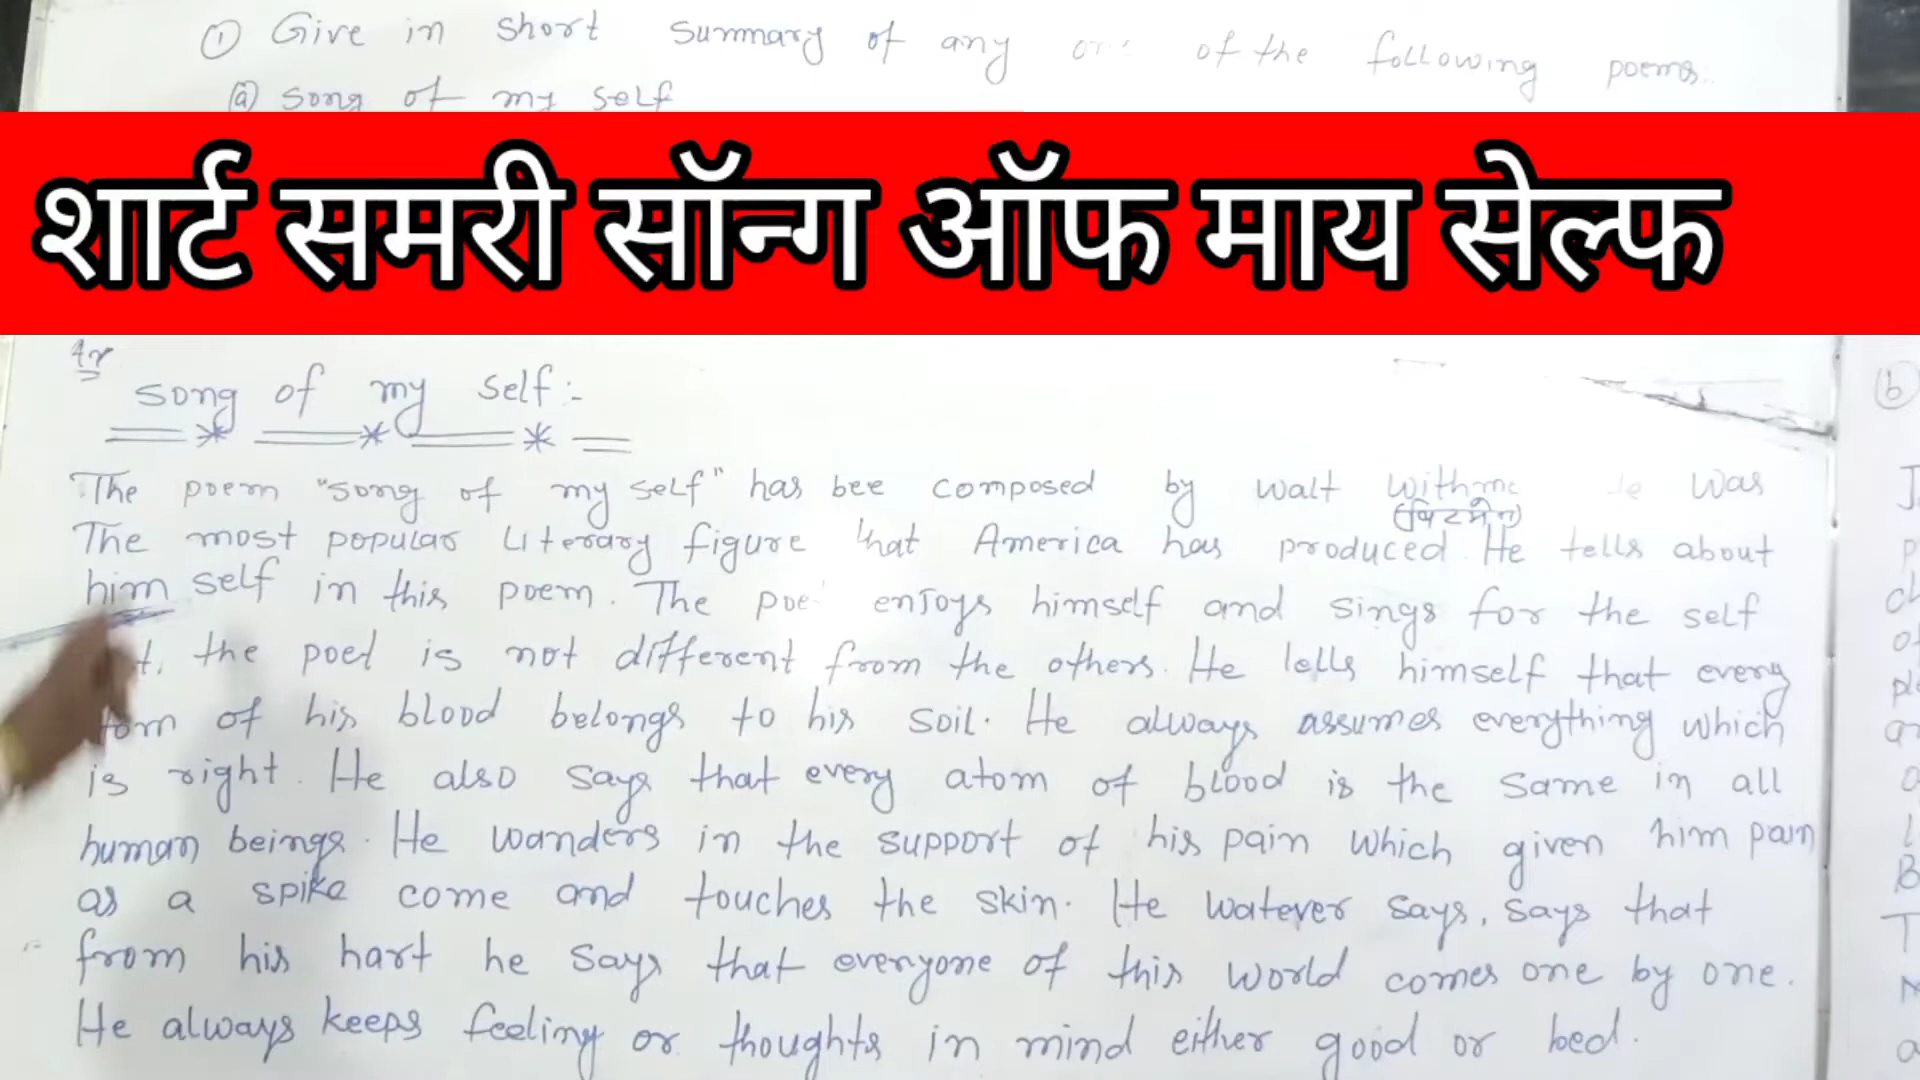 ① Give in short summary of any of the following poems.
ⓐ song of my self
शार्ट समरी सॉन्ग ऑफ माय सेल्फ
song of my self:-
The poem "song of my self" has bee composed by walt was
(विटमेन)
The most popular Literary figure that America has produced. He tells about
him self in this poem. The enjoys himself and sings for the self
the poet is not different from the others. He tells himself that every
of his blood belongs to his soil. He always assumes everything which
is right. He also says that every atom of blood is the same in all
human beings. He wanders in the support of his pain which given him pain
as a spike come and touches the skin. He watever says, says that
from his hart he says that everyone of this world comes one by one.
He always keeps feeling or thoughts in mind either good or bed.
(b)